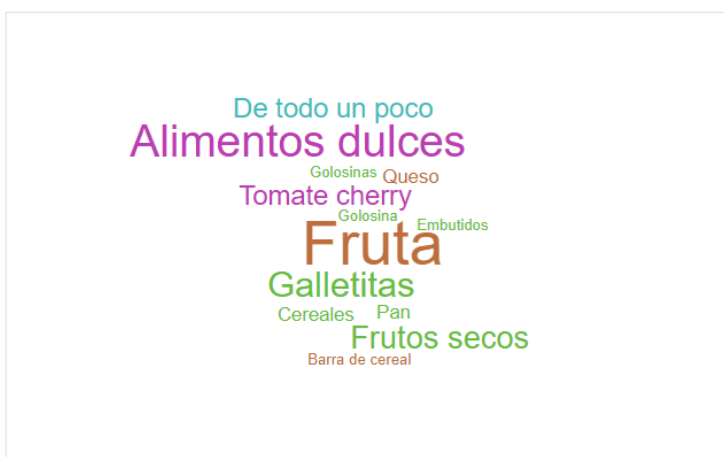 De todo un poco
Alimentos dulces
Golosinas
Queso
Tomate cherry
Golosina
Embutidos
Fruta
Galletitas
Cereales
Pan
Frutos secos
Barra de cereal